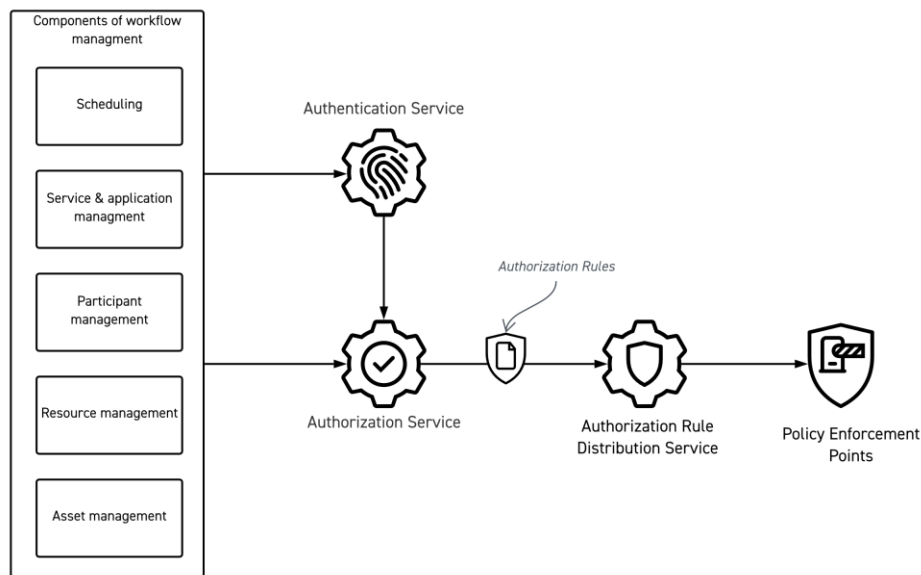 Components of workflow
managment
Scheduling
Service & application
managment
Participant
management
Resource management
Asset management
Authentication Service
Authorization Rules
Authorization Service
Authorization Rule
Distribution Service
Policy Enforcement
Points